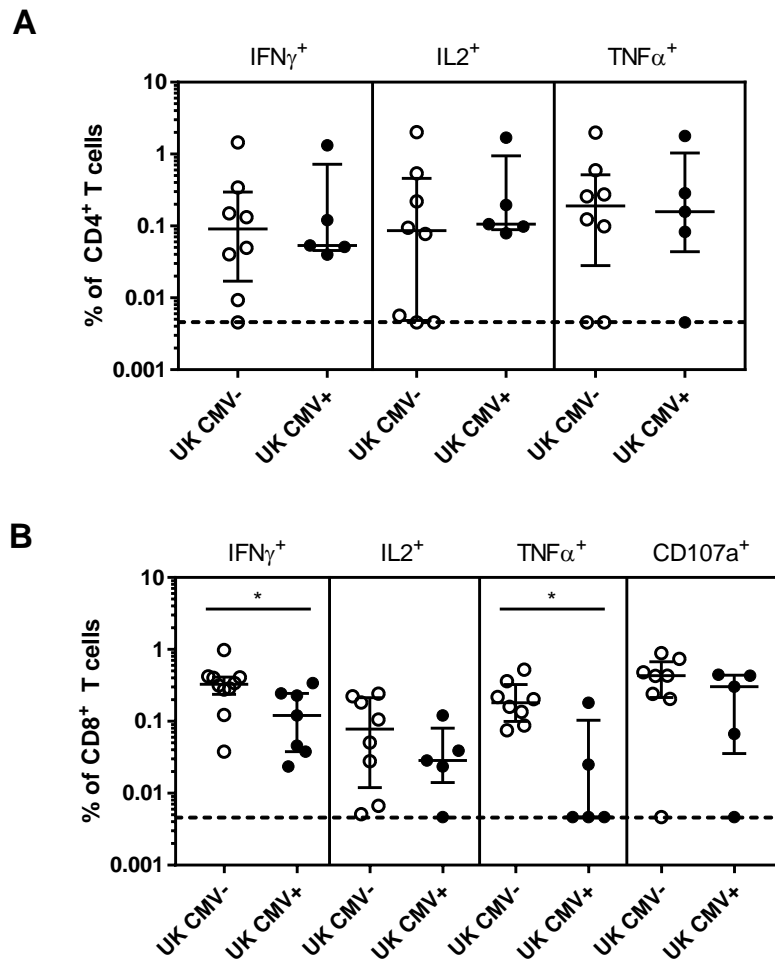 A
IFNγ⁺ IL2⁺ TNFα⁺
10
1
0.1
0.01
0.001
% of CD4⁺ T cells
UK CMV- UK CMV+ UK CMV- UK CMV+ UK CMV- UK CMV+
B
IFNγ⁺ IL2⁺ TNFα⁺ CD107a⁺
* *
10
1
0.1
0.01
0.001
% of CD8⁺ T cells
UK CMV- UK CMV+ UK CMV- UK CMV+ UK CMV- UK CMV+ UK CMV- UK CMV+